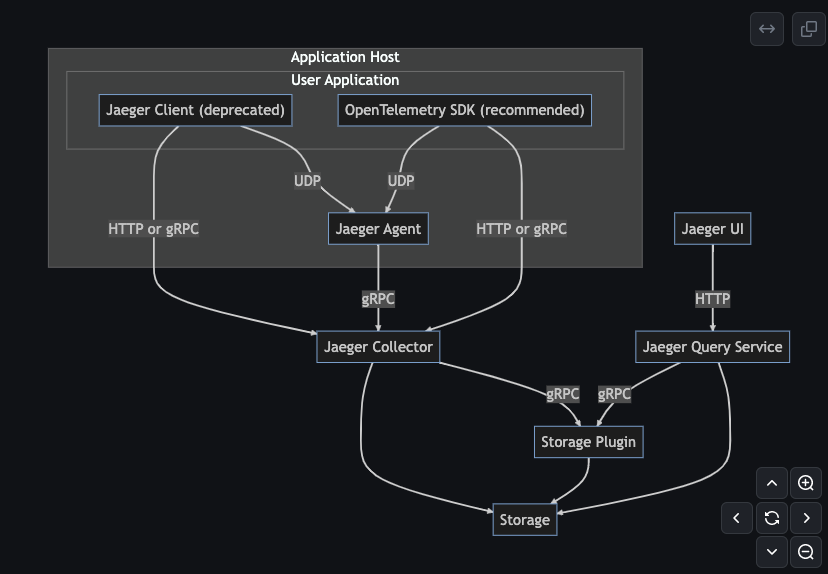 Application Host
User Application
Jaeger Client (deprecated)
OpenTelemetry SDK (recommended)
UDP
UDP
HTTP or gRPC
Jaeger Agent
HTTP or gRPC
Jaeger UI
gRPC
HTTP
Jaeger Collector
Jaeger Query Service
gRPC
gRPC
Storage Plugin
Storage